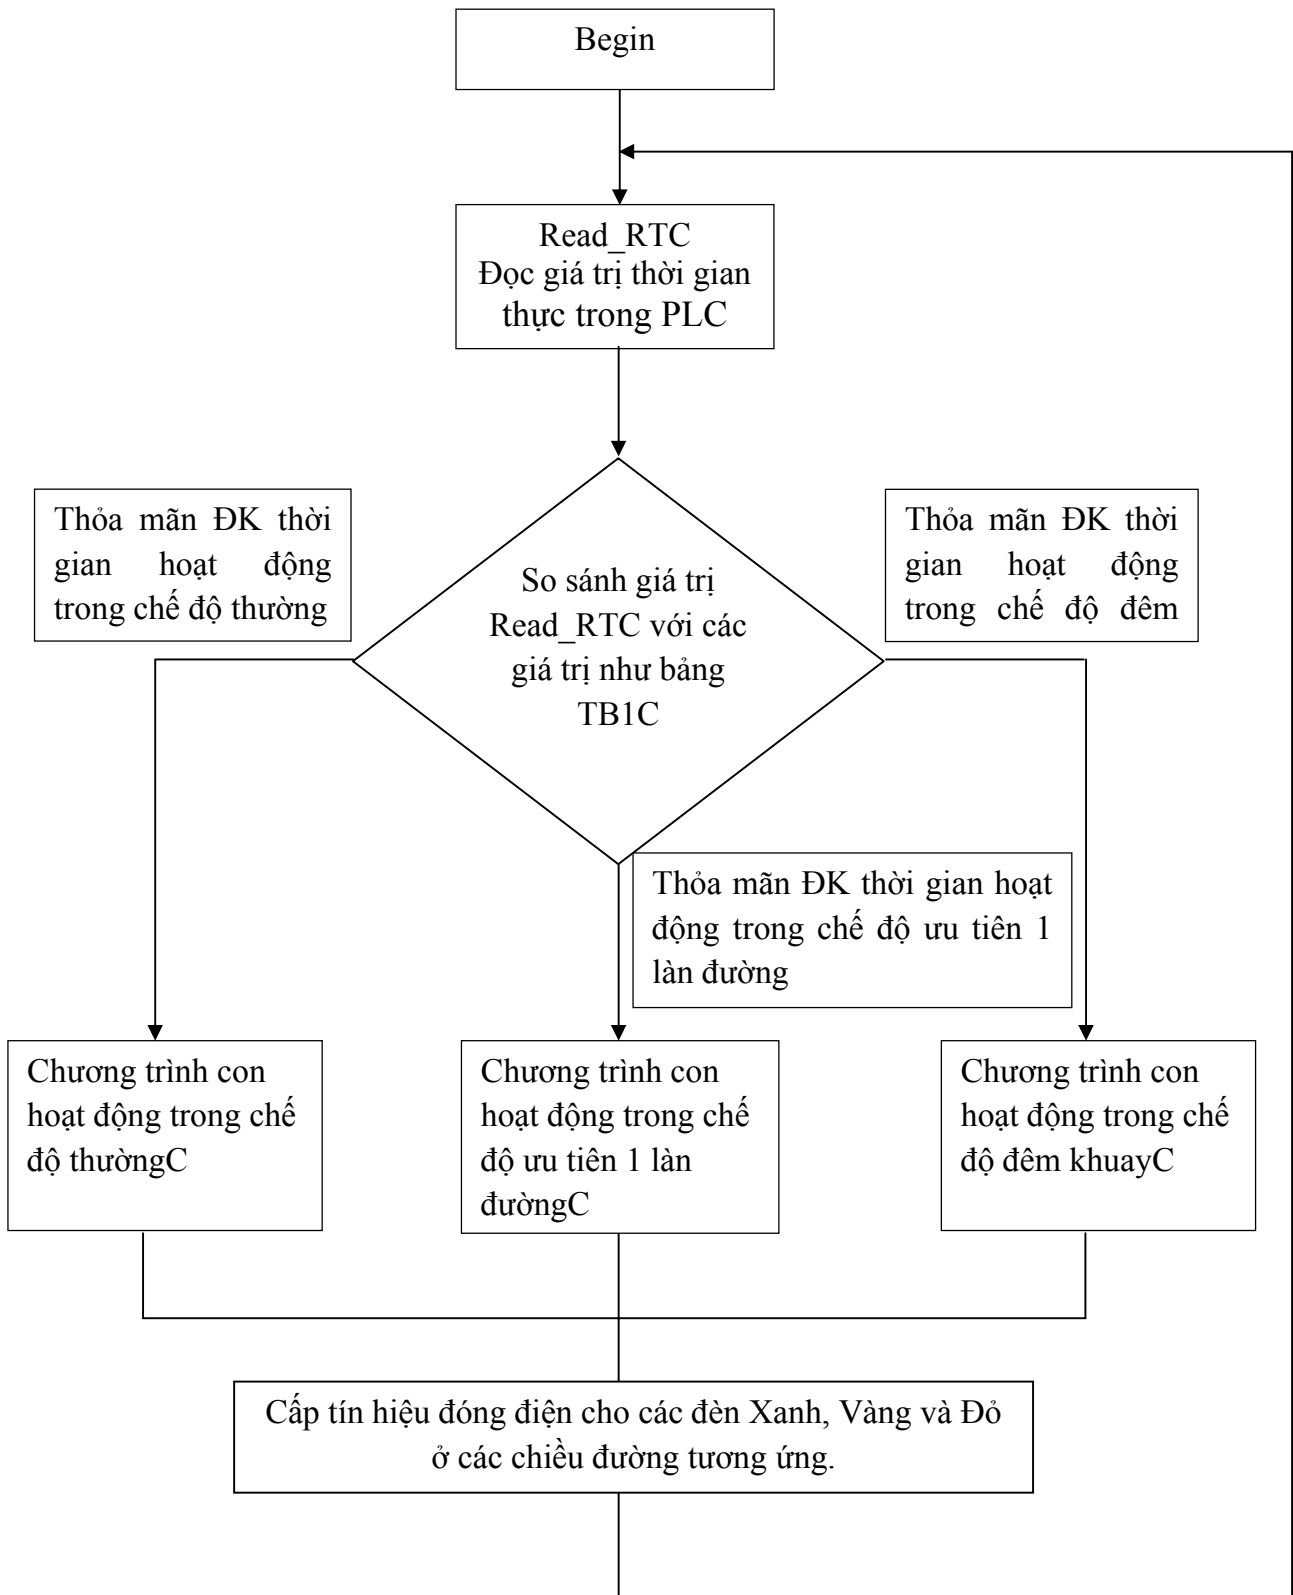 Begin
Read_RTC
Đọc giá trị thời gian
thực trong PLC
Thỏa mãn ĐK thời
gian hoạt động
trong chế độ thường
So sánh giá trị
Read_RTC với các
giá trị như bảng
TB1C
Thỏa mãn ĐK thời
gian hoạt động
trong chế độ đêm
Thỏa mãn ĐK thời gian hoạt
động trong chế độ ưu tiên 1
làn đường
Chương trình con
hoạt động trong chế
độ thườngC
Chương trình con
hoạt động trong chế
độ ưu tiên 1 làn
đườngC
Chương trình con
hoạt động trong chế
độ đêm khuayC
Cấp tín hiệu đóng điện cho các đèn Xanh, Vàng và Đỏ
ở các chiều đường tương ứng.